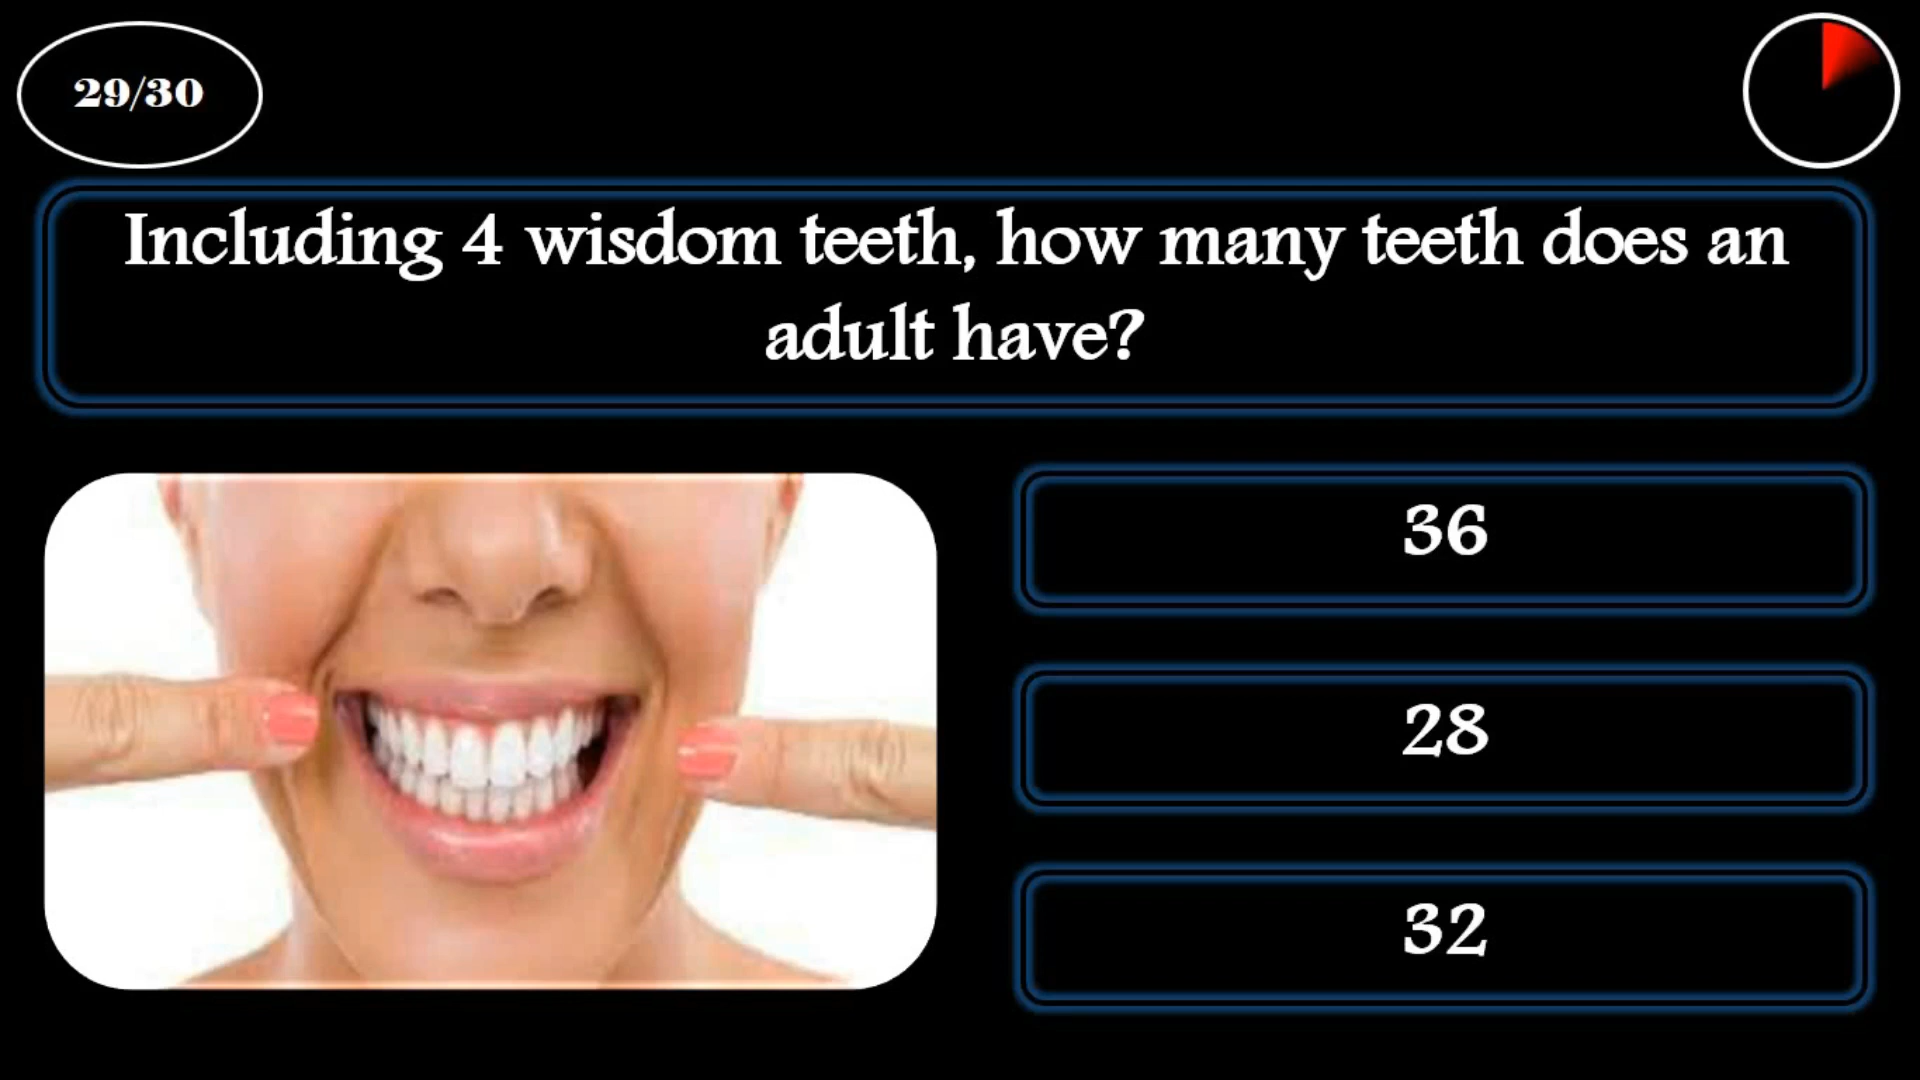 29/30
Including 4 wisdom teeth, how many teeth does an
adult have?
36
28
32